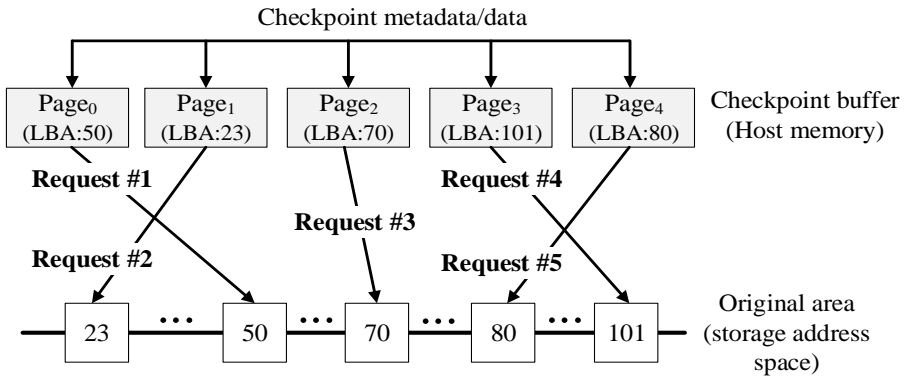 Checkpoint metadata/data
Page0 Page1 Page2 Page3 Page4
(LBA:50) (LBA:23) (LBA:70) (LBA:101) (LBA:80)
Checkpoint buffer
(Host memory)
Request #1 Request #4
Request #3
Request #2 Request #5
23 ... 50 ... 70 ... 80 ... 101
Original area
(storage address
space)